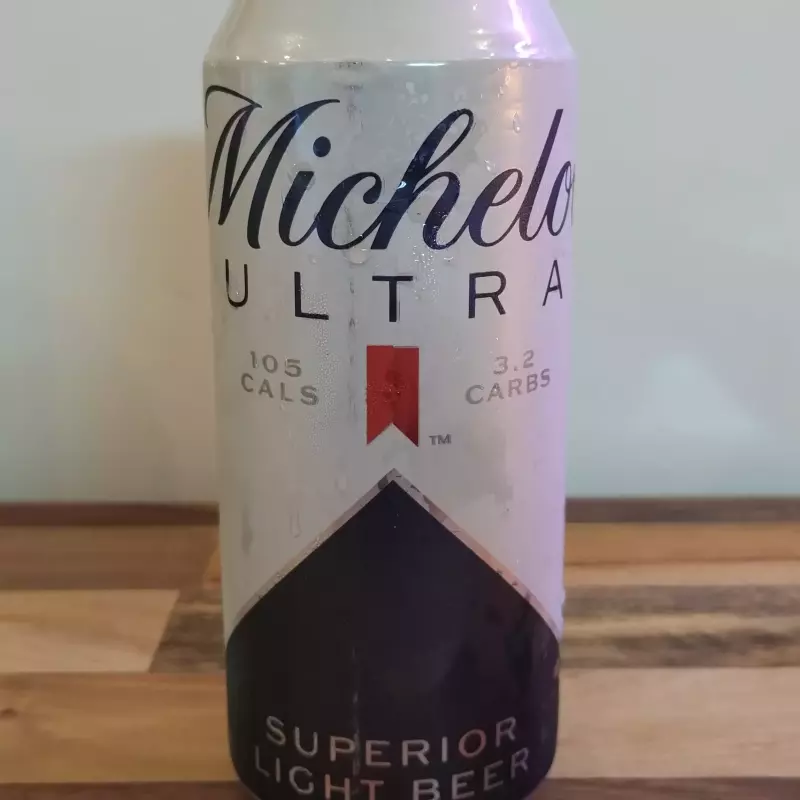 Michelo
ULTRA
105
CALS
3.2
CARBS
TM
SUPERIOR
LIGHT BEER